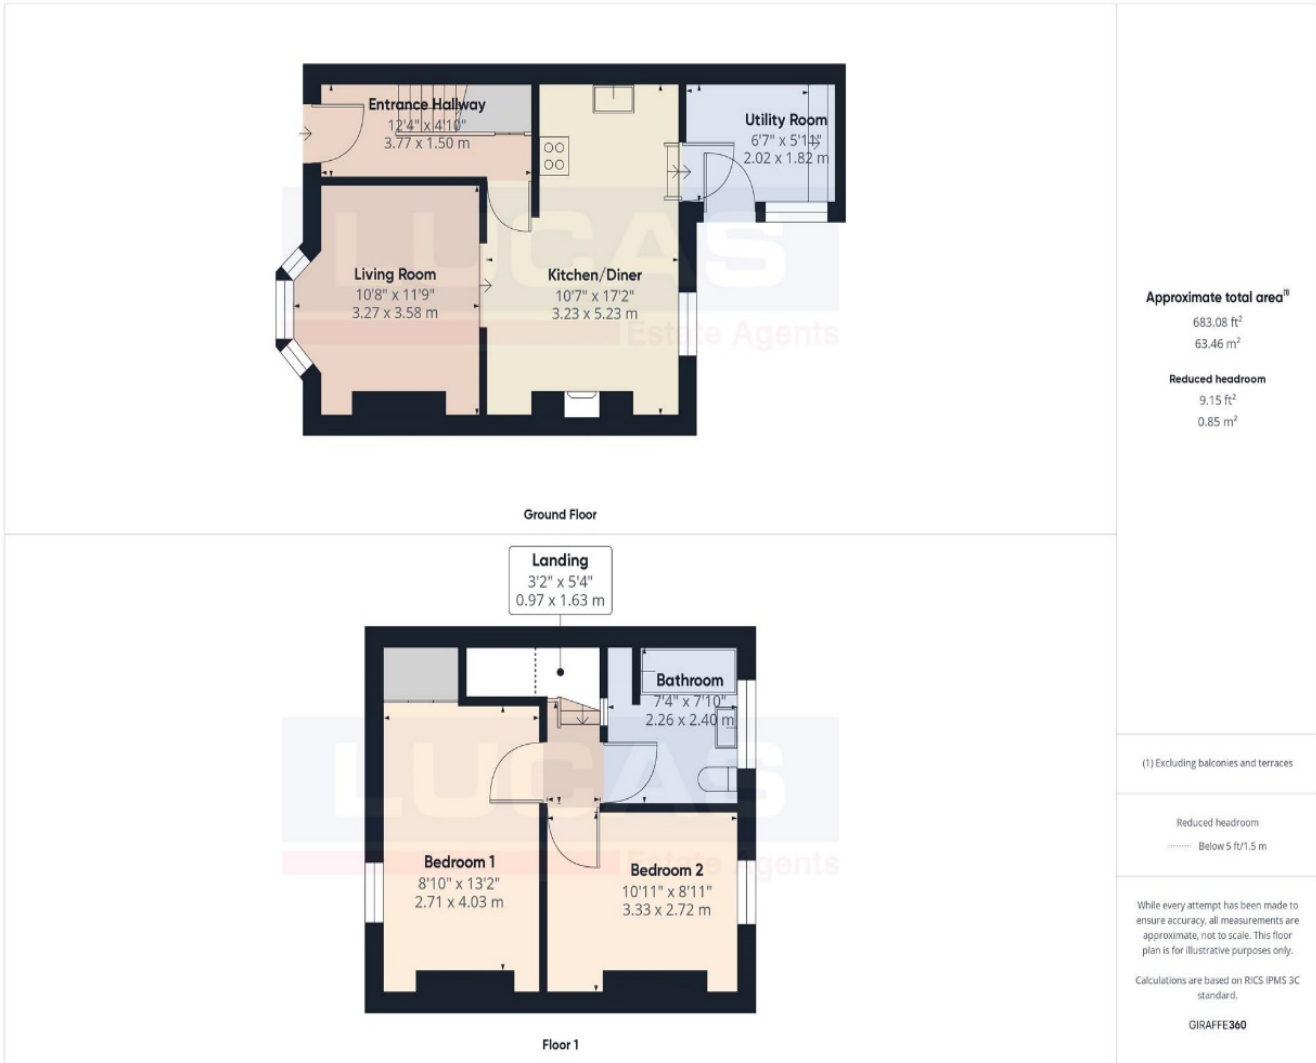 Entrance Hallway
12'4" x 4'10"
3.77 x 1.50 m
Utility Room
6'7" x 5'11"
2.02 x 1.82 m
LUCAS
Estate Agents
Living Room
10'8" x 11'9"
3.27 x 3.58 m
Kitchen/Diner
10'7" x 17'2"
3.23 x 5.23 m
Ground Floor
Approximate total area(1)
683.08 ft²
63.46 m²
Reduced headroom
9.15 ft²
0.85 m²
Landing
3'2" x 5'4"
0.97 x 1.63 m
Bathroom
7'4" x 7'10"
2.26 x 2.40 m
LUCAS
Estate Agents
Bedroom 1
8'10" x 13'2"
2.71 x 4.03 m
Bedroom 2
10'11" x 8'11"
3.33 x 2.72 m
Floor 1
(1) Excluding balconies and terraces
Reduced headroom
Below 5 ft/1.5 m
While every attempt has been made to
ensure accuracy, all measurements are
approximate, not to scale. This floor
plan is for illustrative purposes only.
Calculations are based on RICS IPMS 3C
standard.
GIRAFFE360